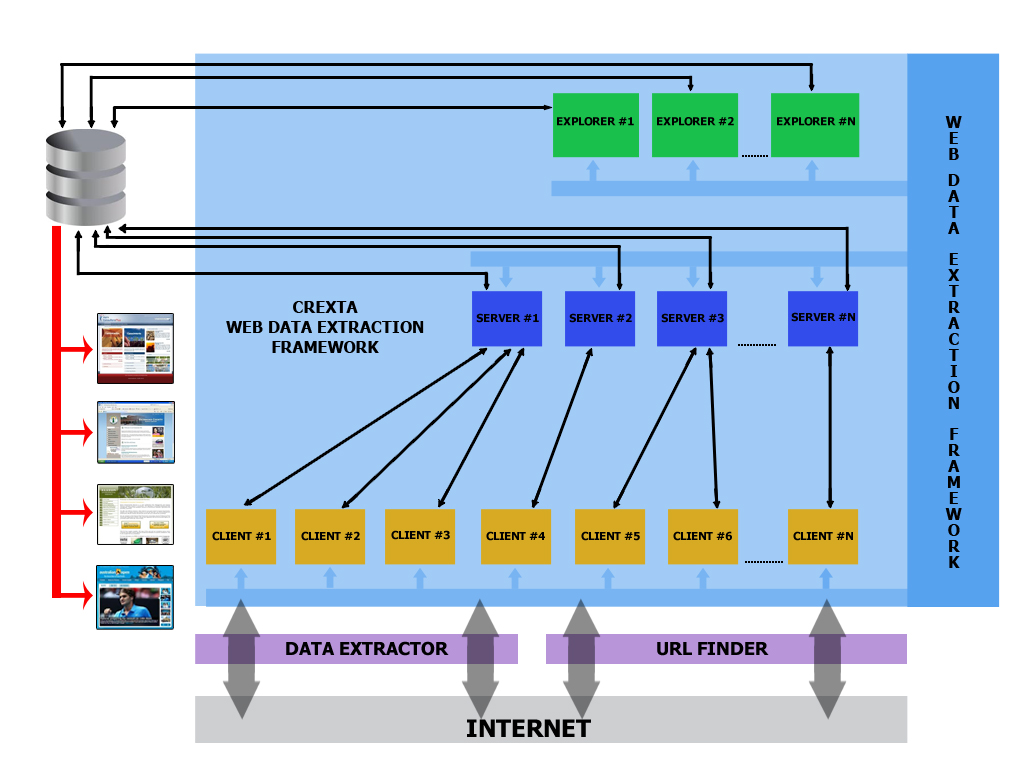 EXPLORER #1
EXPLORER #2
EXPLORER #N
WEB DATA EXTRACTION FRAMEWORK
CREXTA
WEB DATA EXTRACTION
FRAMEWORK
SERVER #1
SERVER #2
SERVER #3
SERVER #N
CLIENT #1
CLIENT #2
CLIENT #3
CLIENT #4
CLIENT #5
CLIENT #6
CLIENT #N
DATA EXTRACTOR
URL FINDER
INTERNET